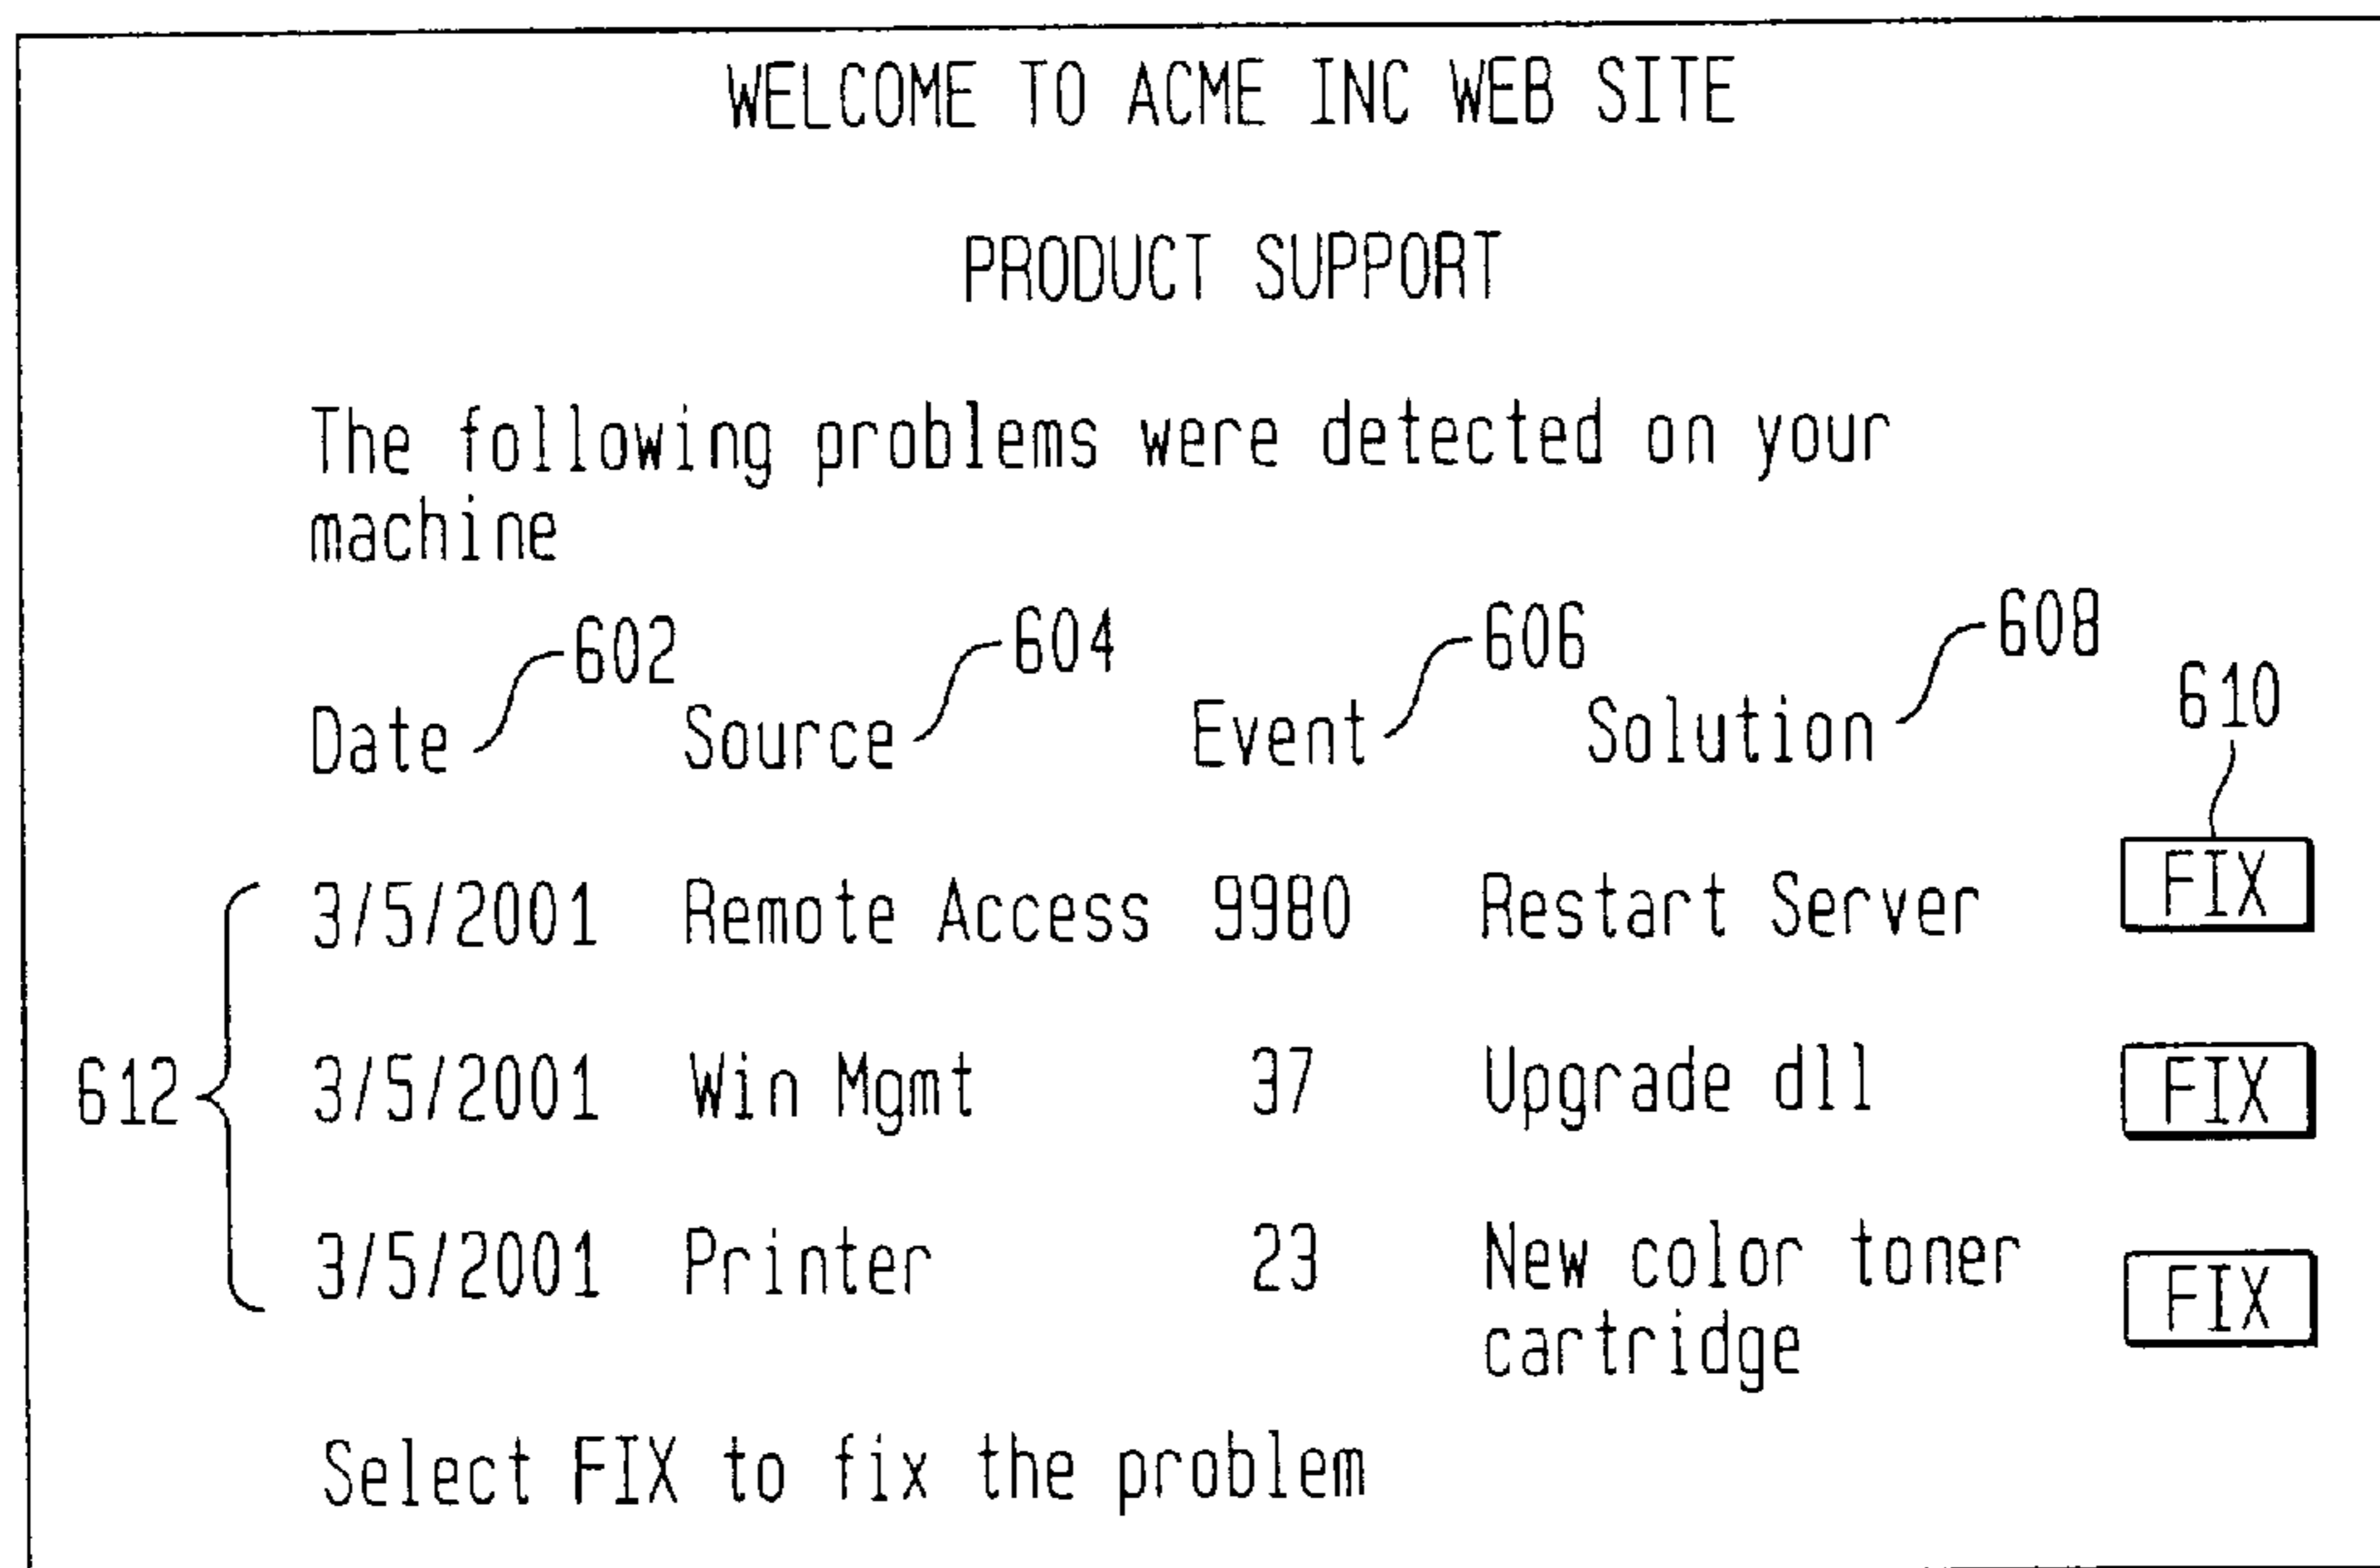 WELCOME TO ACME INC WEB SITE
PRODUCT SUPPORT
The following problems were detected on your
machine
602 604 606 608
610
Date Source Event Solution
3/5/2001 Remote Access 9980 Restart Server FIX
612 3/5/2001 Win Mgmt 37 Upgrade dll FIX
3/5/2001 Printer 23 New color toner FIX
cartridge
Select FIX to fix the problem